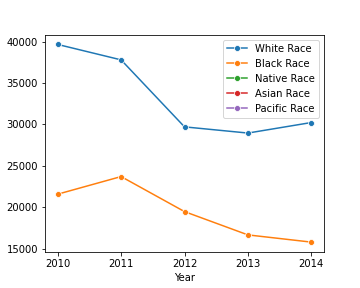 40000
35000
30000
25000
20000
15000
White Race
Black Race
Native Race
Asian Race
Pacific Race
2010 2011 2012 2013 2014
Year